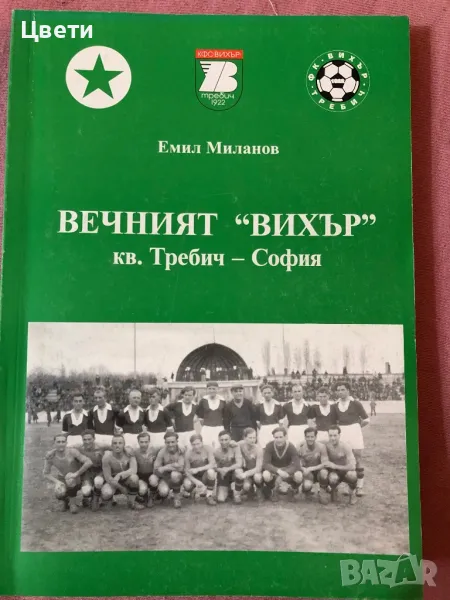 Цвети
КФС ВИХЪР
В
требич
1922
ФК ВИХЪР
ТРЕБИЧ
Емил Миланов
ВЕЧНИЯТ “ВИХЪР”
кв. Требич – София
BAZAR